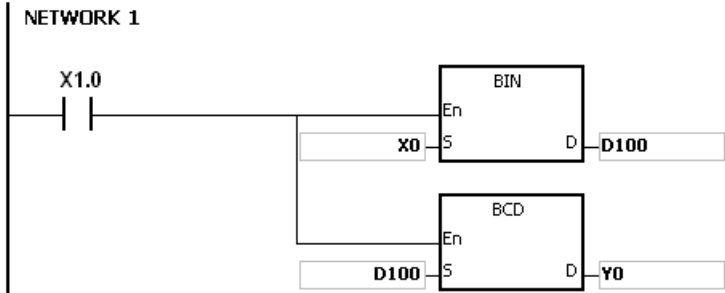 NETWORK 1
X1.0
BIN
En
X0 S D D100
BCD
En
D100 S D Y0